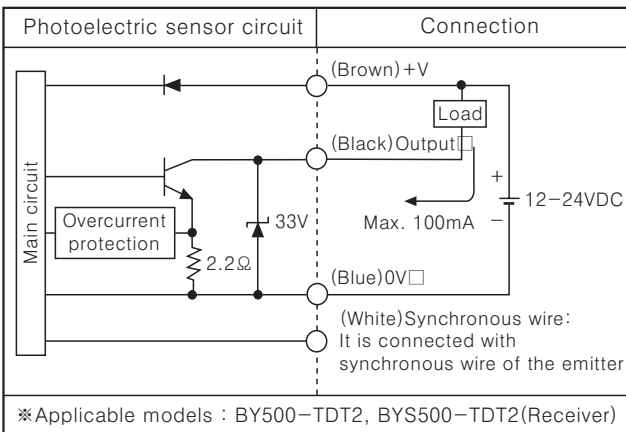 Photoelectric sensor circuit
Connection
Main circuit
Overcurrent
protection
2.2Ω
33V
(Brown)+V
Load
(Black)Output□
Max. 100mA
+
−
12−24VDC
(Blue)0V□
(White)Synchronous wire:
It is connected with
synchronous wire of the emitter
※Applicable models : BY500−TDT2, BYS500−TDT2(Receiver)